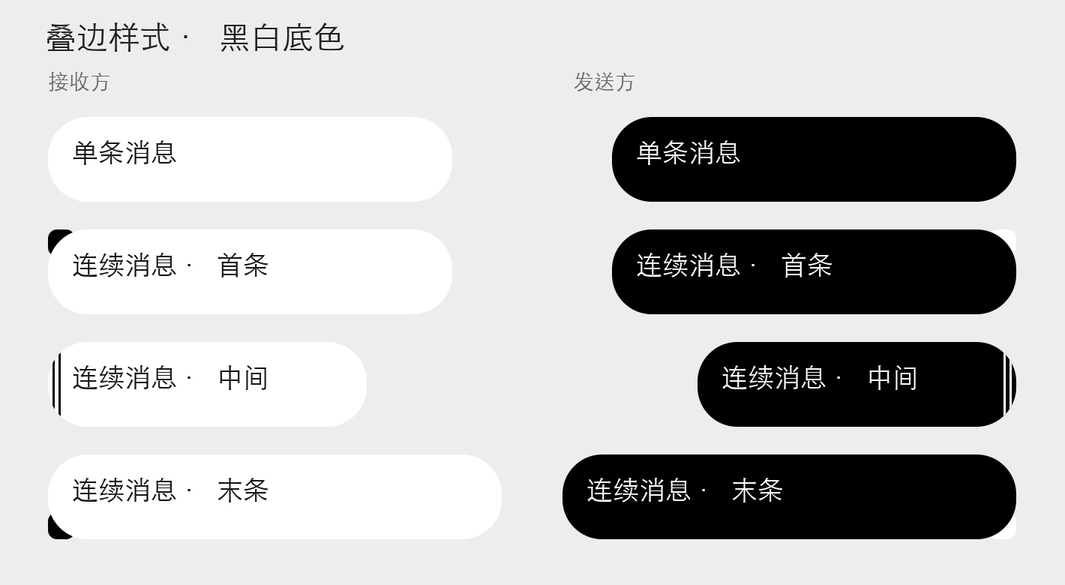 叠边样式 · 黑白底色
接收方
发送方
单条消息
单条消息
连续消息 · 首条
连续消息 · 首条
连续消息 · 中间
连续消息 · 中间
连续消息 · 末条
连续消息 · 末条